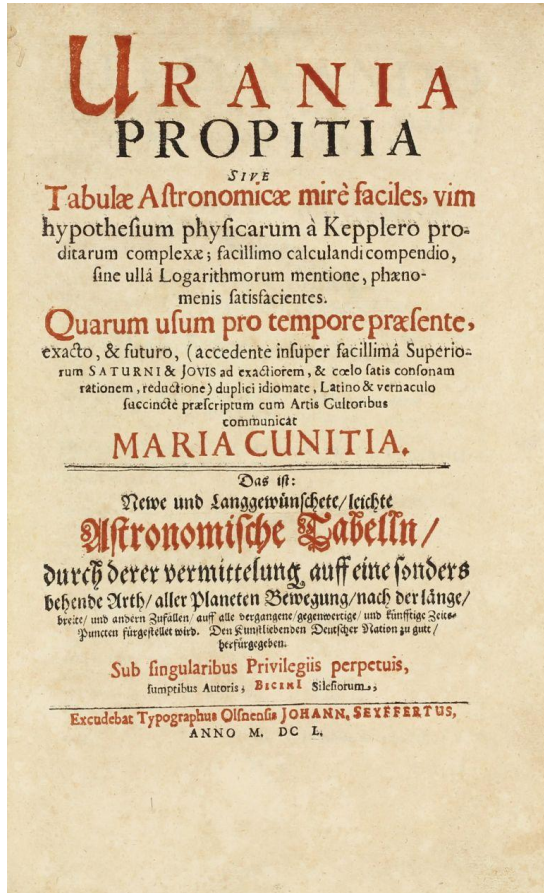 URANIA
PROPITIA
SIVE
Tabulæ Astronomicæ mirè faciles, vim
hypothesium physicarum à Kepplero pro-
ditarum complexæ; facillimo calculandi compendio,
sine ullâ Logarithmorum mentione, phæno-
menis satisfacientes.
Quarum usum pro tempore præsente,
exacto, & futuro, (accedente insuper facillimâ Superio-
rum SATURNI & JOVIS ad exactiorem, & cœlo satis consonam
rationem, reductione) duplici idiomate, Latino & vernaculo
succinctè præscriptum cum Artis Cultoribus
communicat
MARIA CUNITIA.
Das ist:
Newe und Langgewünschete/ leichte
Astronomische Tabelln/
durch derer vermittelung auff eine sonders
behende Arth/ aller Planeten Bewegung/ nach der länge/
breite/ und andern Zufällen/ auff alle vergangene/ gegenwertige/ und künfftige Zeits-
Puncten fürgestellet wird. Den Kunstliebenden Deutscher Nation zu gutt/
herfürgegeben.
Sub singularibus Privilegiis perpetuis,
sumptibus Autoris, BICINI Silesiorum,
Excudebat Typographus Olsnensis JOHANN. SEYFFERTUS,
ANNO M. DC L.